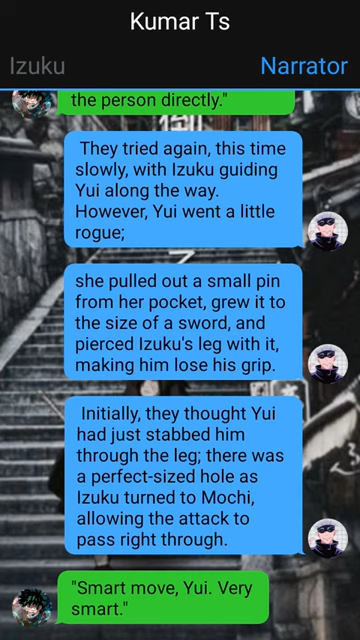 Kumar Ts
Izuku
Narrator
the person directly."
They tried again, this time
slowly, with Izuku guiding
Yui along the way.
However, Yui went a little
rogue;
she pulled out a small pin
from her pocket, grew it to
the size of a sword, and
pierced Izuku's leg with it,
making him lose his grip.
Initially, they thought Yui
had just stabbed him
through the leg; there was
a perfect-sized hole as
Izuku turned to Mochi,
allowing the attack to
pass right through.
"Smart move, Yui. Very
smart."